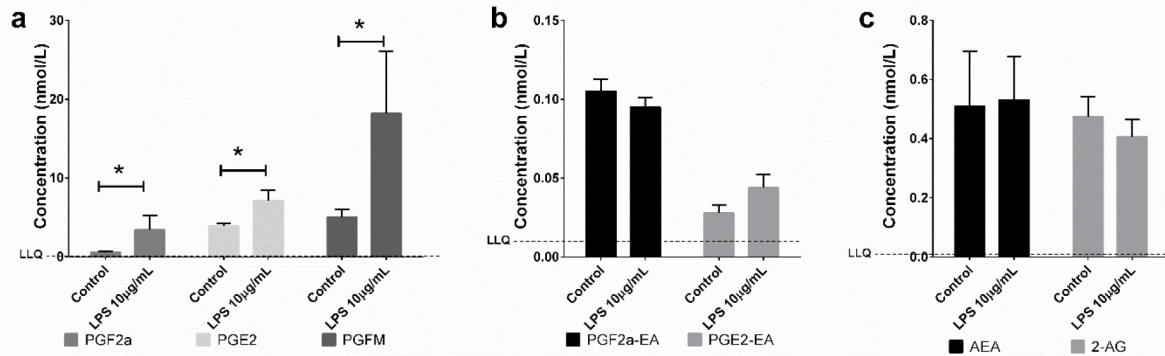 a
Concentration (nmol/L)
30
20
10
0
LLQ
*
*
*
Control
LPS 10µg/mL
Control
LPS 10µg/mL
Control
LPS 10µg/mL
PGF2a PGE2 PGFM
b
Concentration (nmol/L)
0.15
0.10
0.05
0.00
LLQ
Control
LPS 10µg/mL
Control
LPS 10µg/mL
PGF2a-EA PGE2-EA
c
Concentration (nmol/L)
0.8
0.6
0.4
0.2
0.0
LLQ
Control
LPS 10µg/mL
Control
LPS 10µg/mL
AEA 2-AG